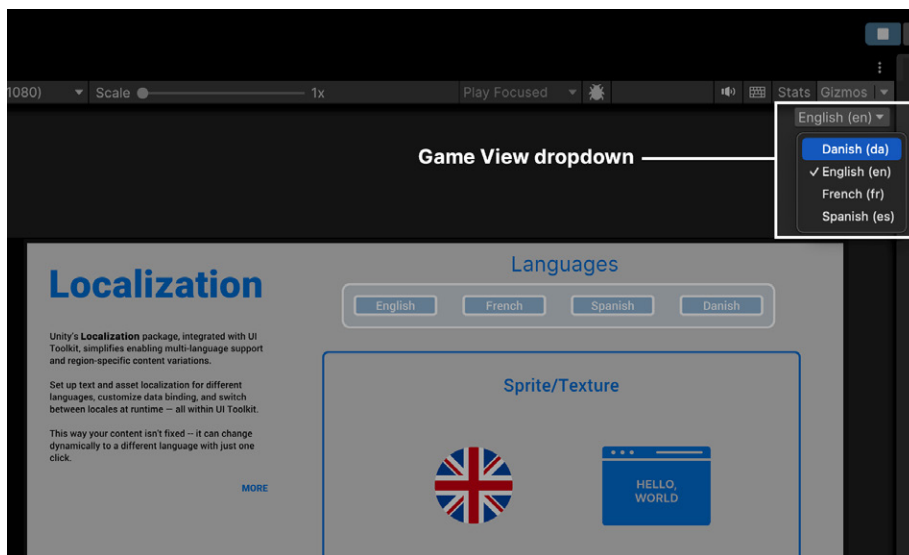 1080)
Scale
1x
Play Focused
Stats
Gizmos
English (en)
Game View dropdown
Danish (da)
✓ English (en)
French (fr)
Spanish (es)
Localization
Unity's Localization package, integrated with UI
Toolkit, simplifies enabling multi-language support
and region-specific content variations.
Set up text and asset localization for different
languages, customize data binding, and switch
between locales at runtime — all within UI Toolkit.
This way your content isn't fixed – it can change
dynamically to a different language with just one
click.
MORE
Languages
English
French
Spanish
Danish
Sprite/Texture
HELLO,
WORLD